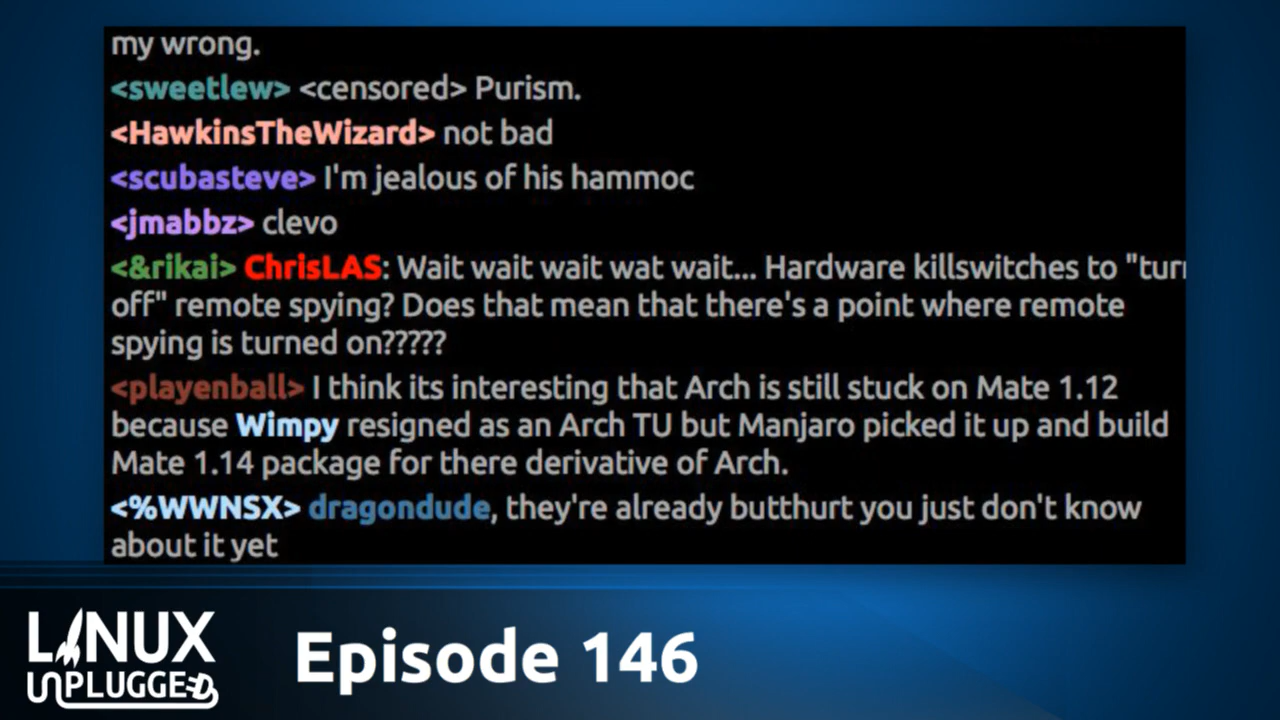 my wrong.
<sweetlew> <censored> Purism.
<HawkinsTheWizard> not bad
<scubasteve> I'm jealous of his hammoc
<jmabbz> clevo
<&rikai> ChrisLAS: Wait wait wait wat wait... Hardware killswitches to "turn
off" remote spying? Does that mean that there's a point where remote
spying is turned on?????
<playenball> I think its interesting that Arch is still stuck on Mate 1.12
because Wimpy resigned as an Arch TU but Manjaro picked it up and build
Mate 1.14 package for there derivative of Arch.
<%WWNSX> dragondude, they're already butthurt you just don't know
about it yet
LINUX
UNPLUGGED
Episode 146